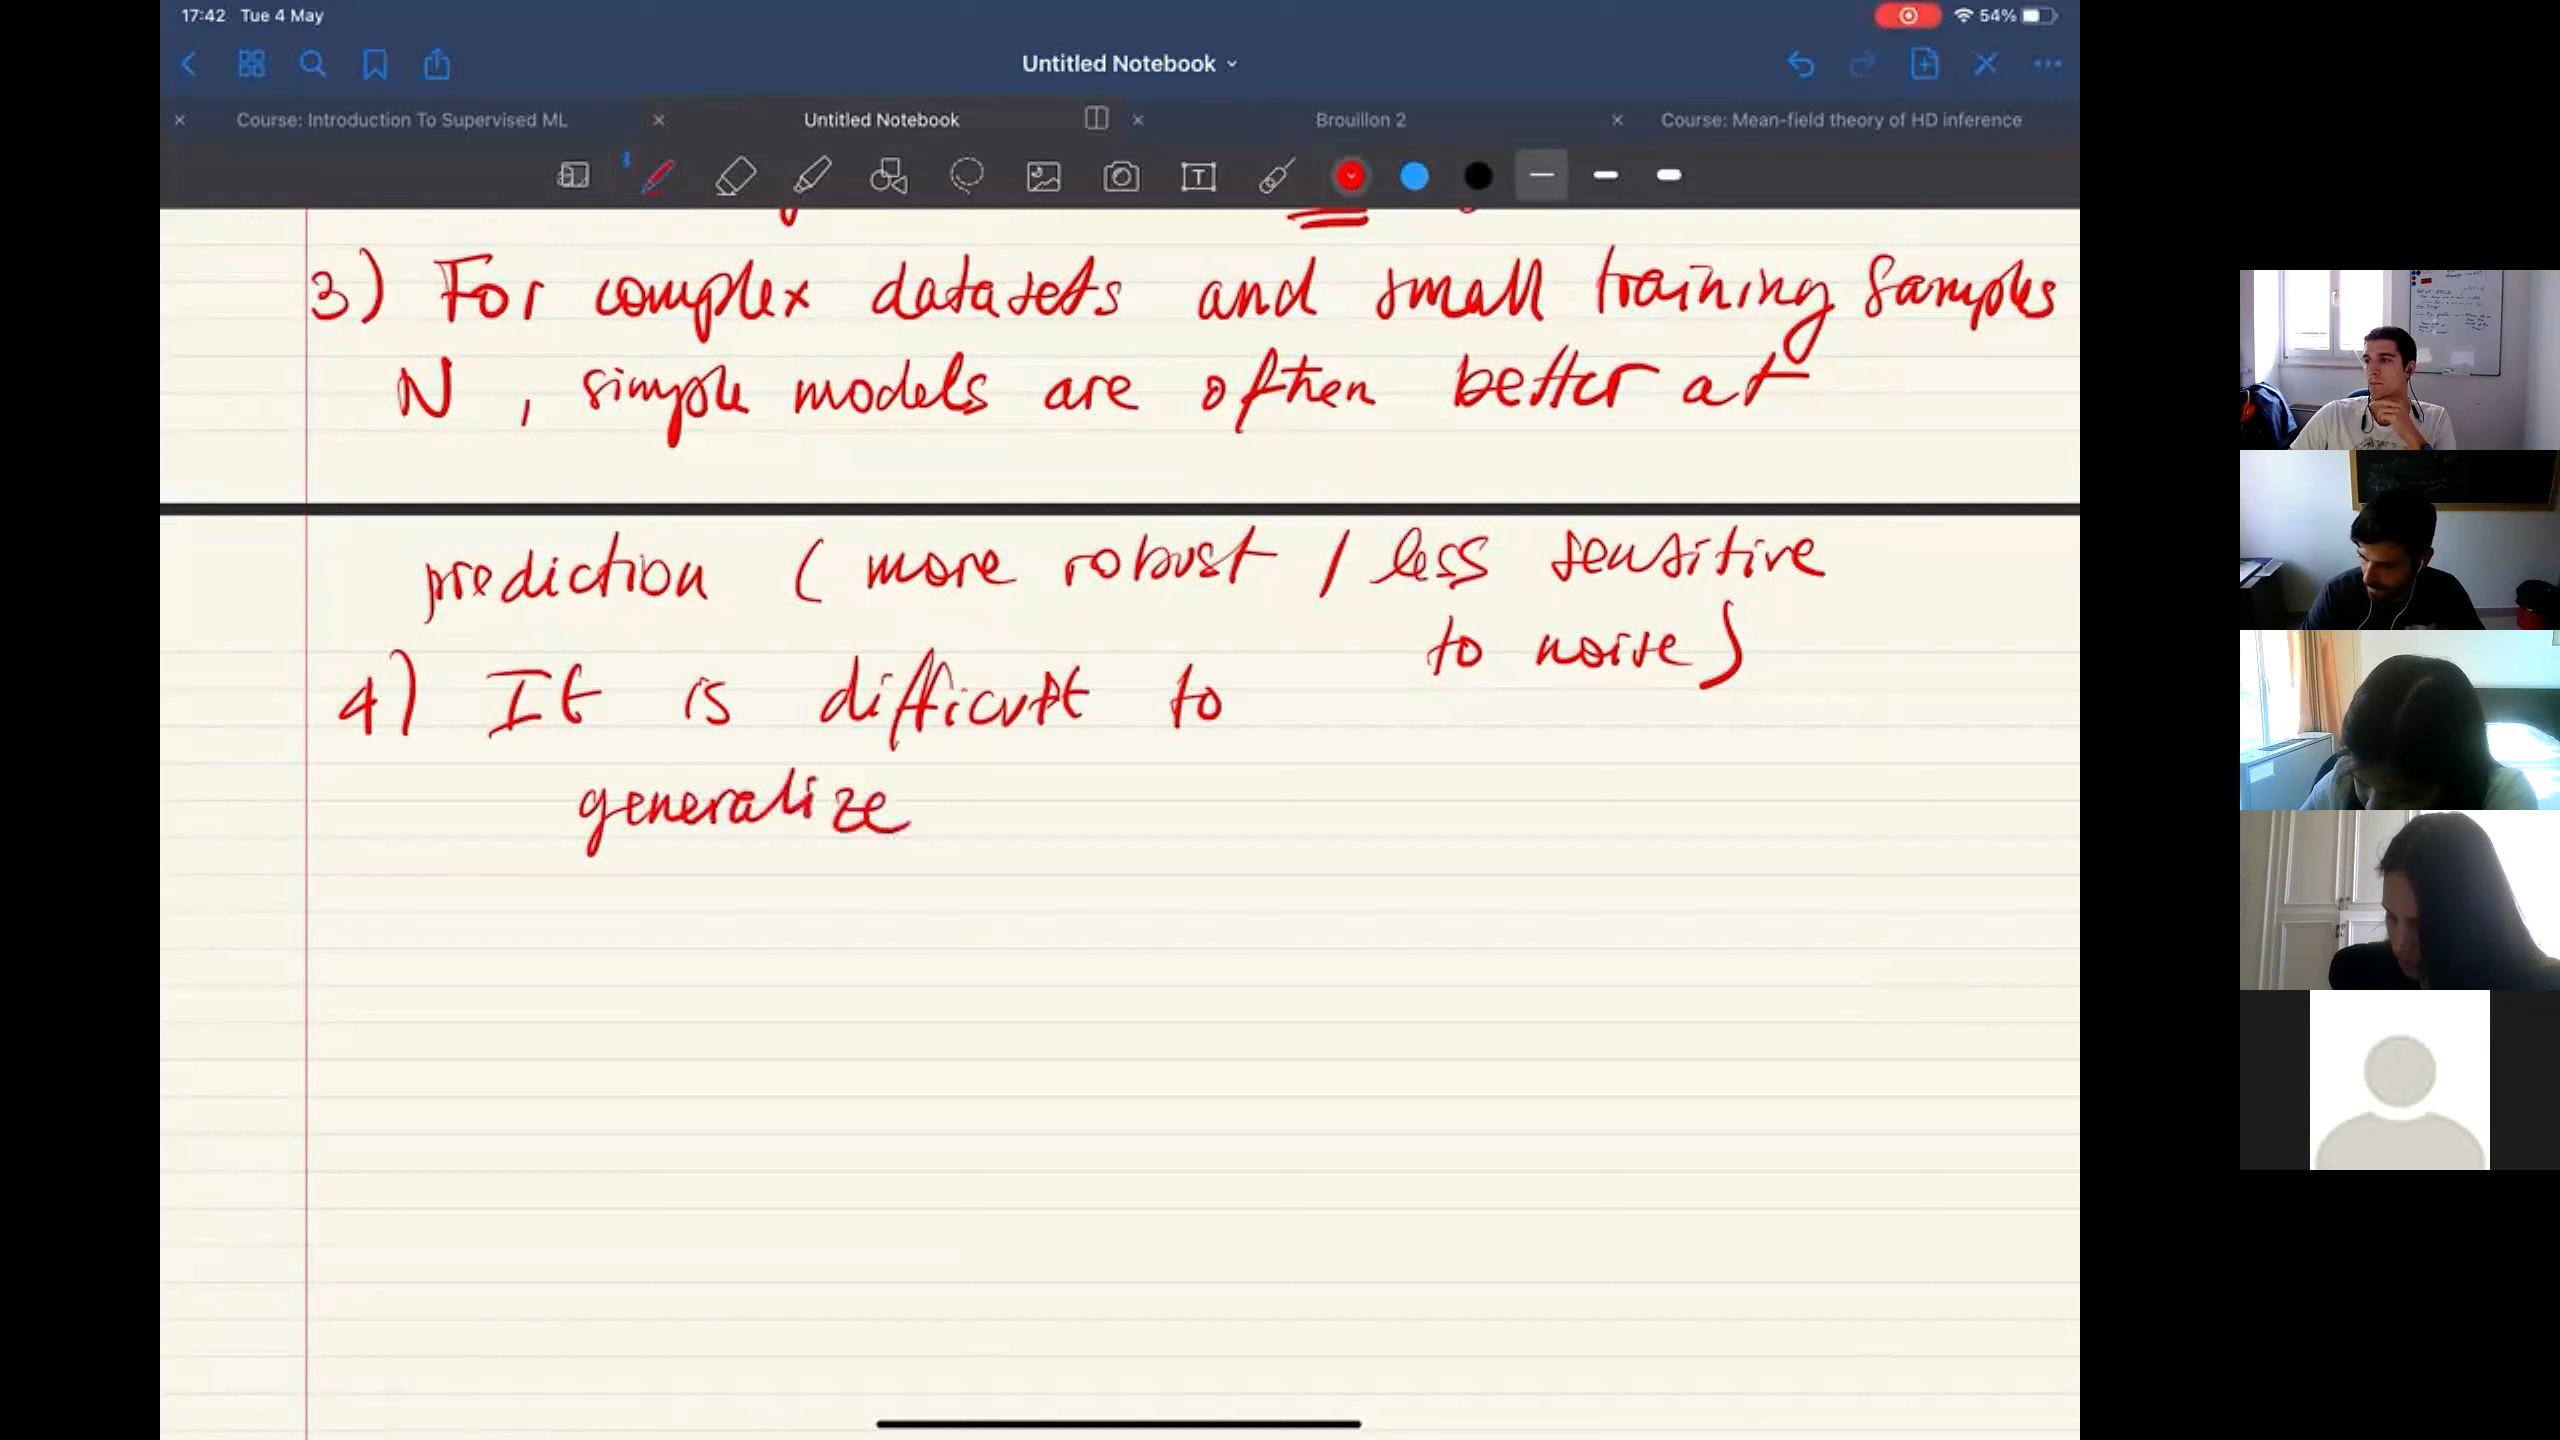 17:42 Tue 4 May
54%
Untitled Notebook
Course: Introduction To Supervised ML
Untitled Notebook
Brouillon 2
Course: Mean-field theory of HD inference
T
3) For complex datasets and small training samples
N, simple models are often better at
prediction (more robust / less sensitive
to noise)
4) It is difficult to
generalize